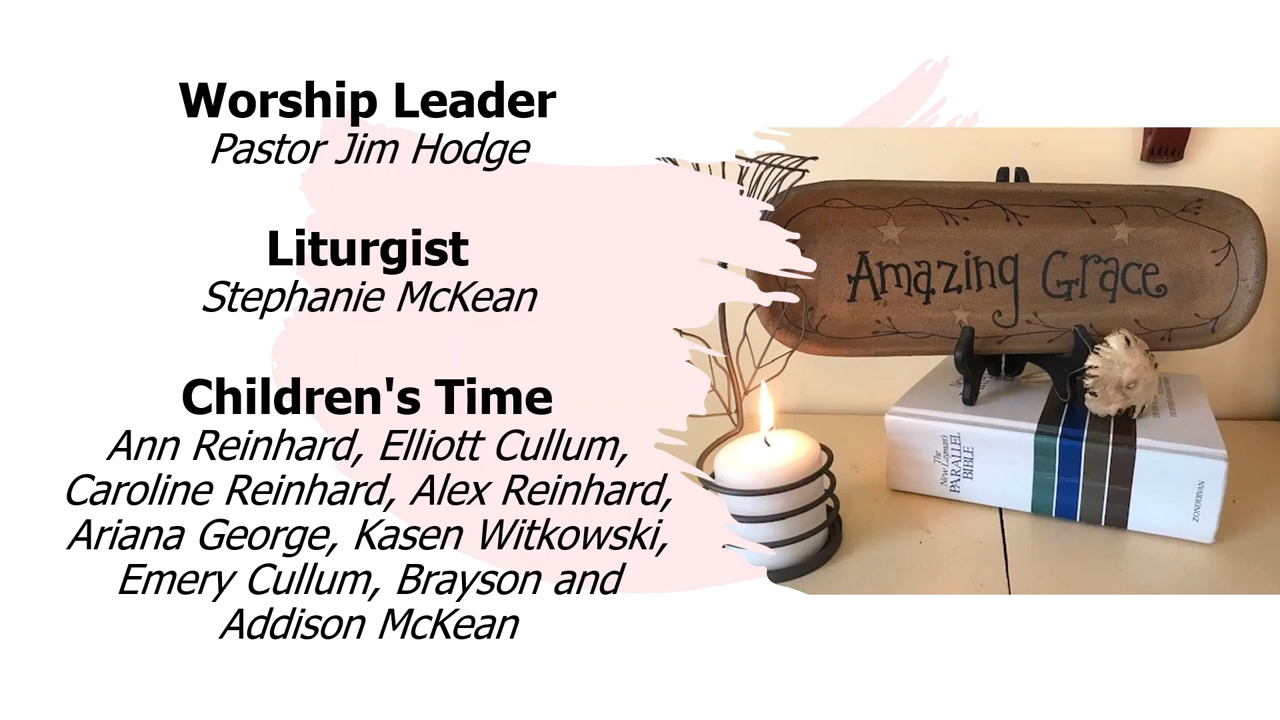 Worship Leader
Pastor Jim Hodge
Liturgist
Stephanie McKean
Children's Time
Ann Reinhard, Elliott Cullum,
Caroline Reinhard, Alex Reinhard,
Ariana George, Kasen Witkowski,
Emery Cullum, Brayson and
Addison McKean
Amazing Grace
The
New Layman's
PARALLEL
BIBLE
ZONDERVAN